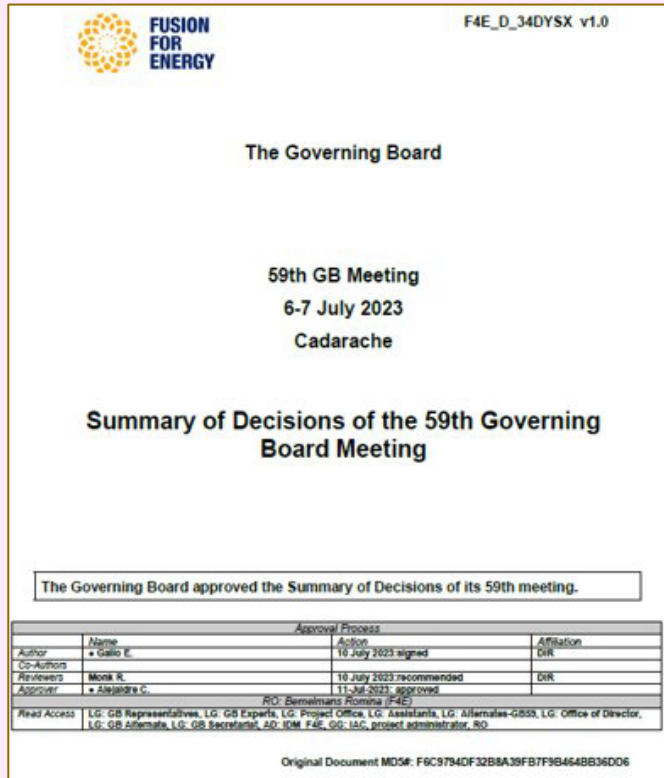 FUSION
FOR
ENERGY
F4E_D_34DYSX v1.0
The Governing Board
59th GB Meeting
6-7 July 2023
Cadarache
Summary of Decisions of the 59th Governing
Board Meeting
The Governing Board approved the Summary of Decisions of its 59th meeting.
Approval Process
Name Action Affiliation
Author • Gallo E. 10 July 2023:signed DIR
Co-Authors
Reviewers Monk R. 10 July 2023:recommended DIR
Approver • Alejaldre C. 11-Jul-2023: approved
RO: Bemelmans Romina (F4E)
Read Access LG: GB Representatives, LG: GB Experts, LG: Project Office, LG: Assistants, LG: Alternates-GB59, LG: Office of Director,
LG: GB Alternate, LG: GB Secretariat, AD: IDM_F4E, GG: IAC, project administrator, RO
Original Document MD5#: F6C9794DF32B8A39FB7F9B464BB36DD6